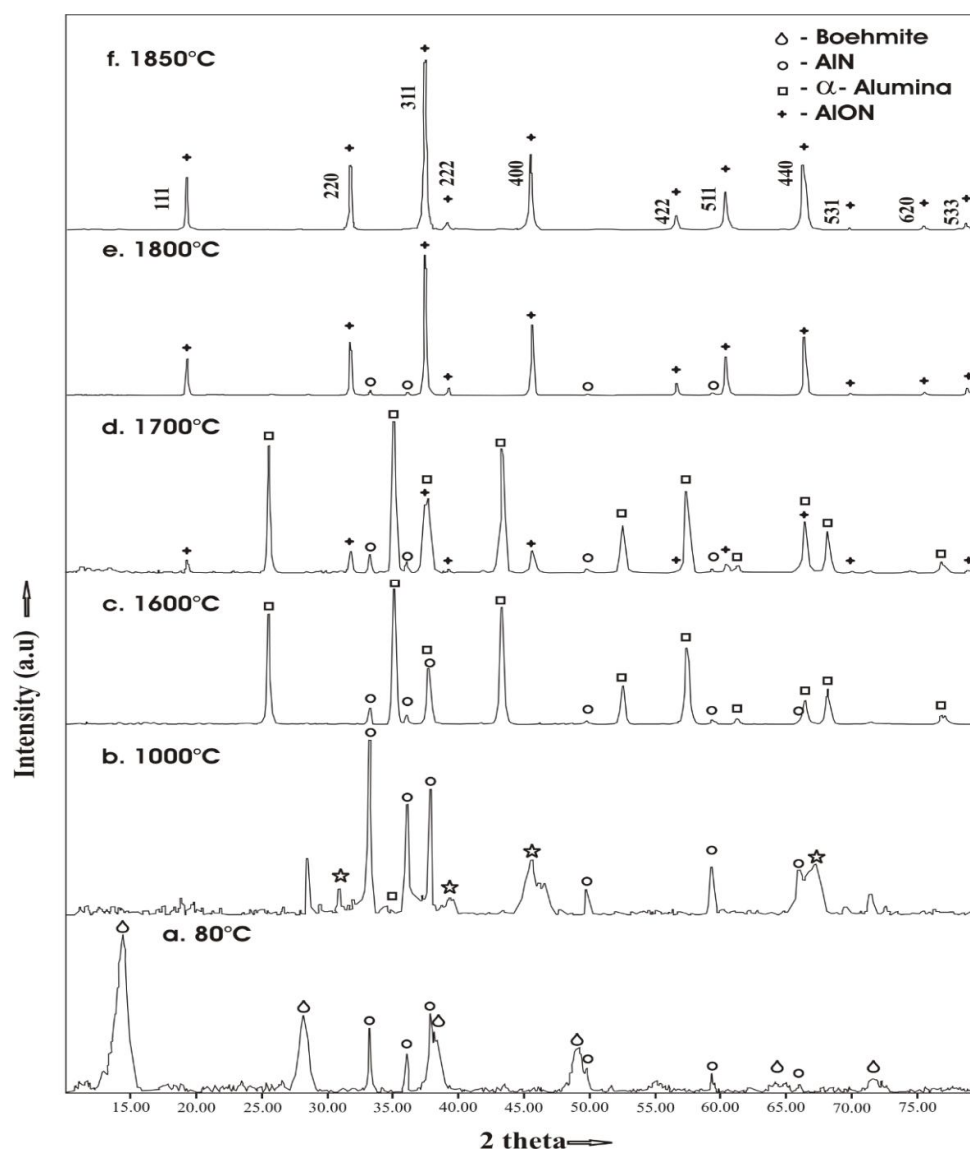 f. 1850°C
- Boehmite
- AlN
- α- Alumina
- AlON
111
220
311
222
400
422
511
440
531
620
533
e. 1800°C
d. 1700°C
c. 1600°C
b. 1000°C
a. 80°C
Intensity (a.u)
15.00 20.00 25.00 30.00 35.00 40.00 45.00 50.00 55.00 60.00 65.00 70.00 75.00
2 theta